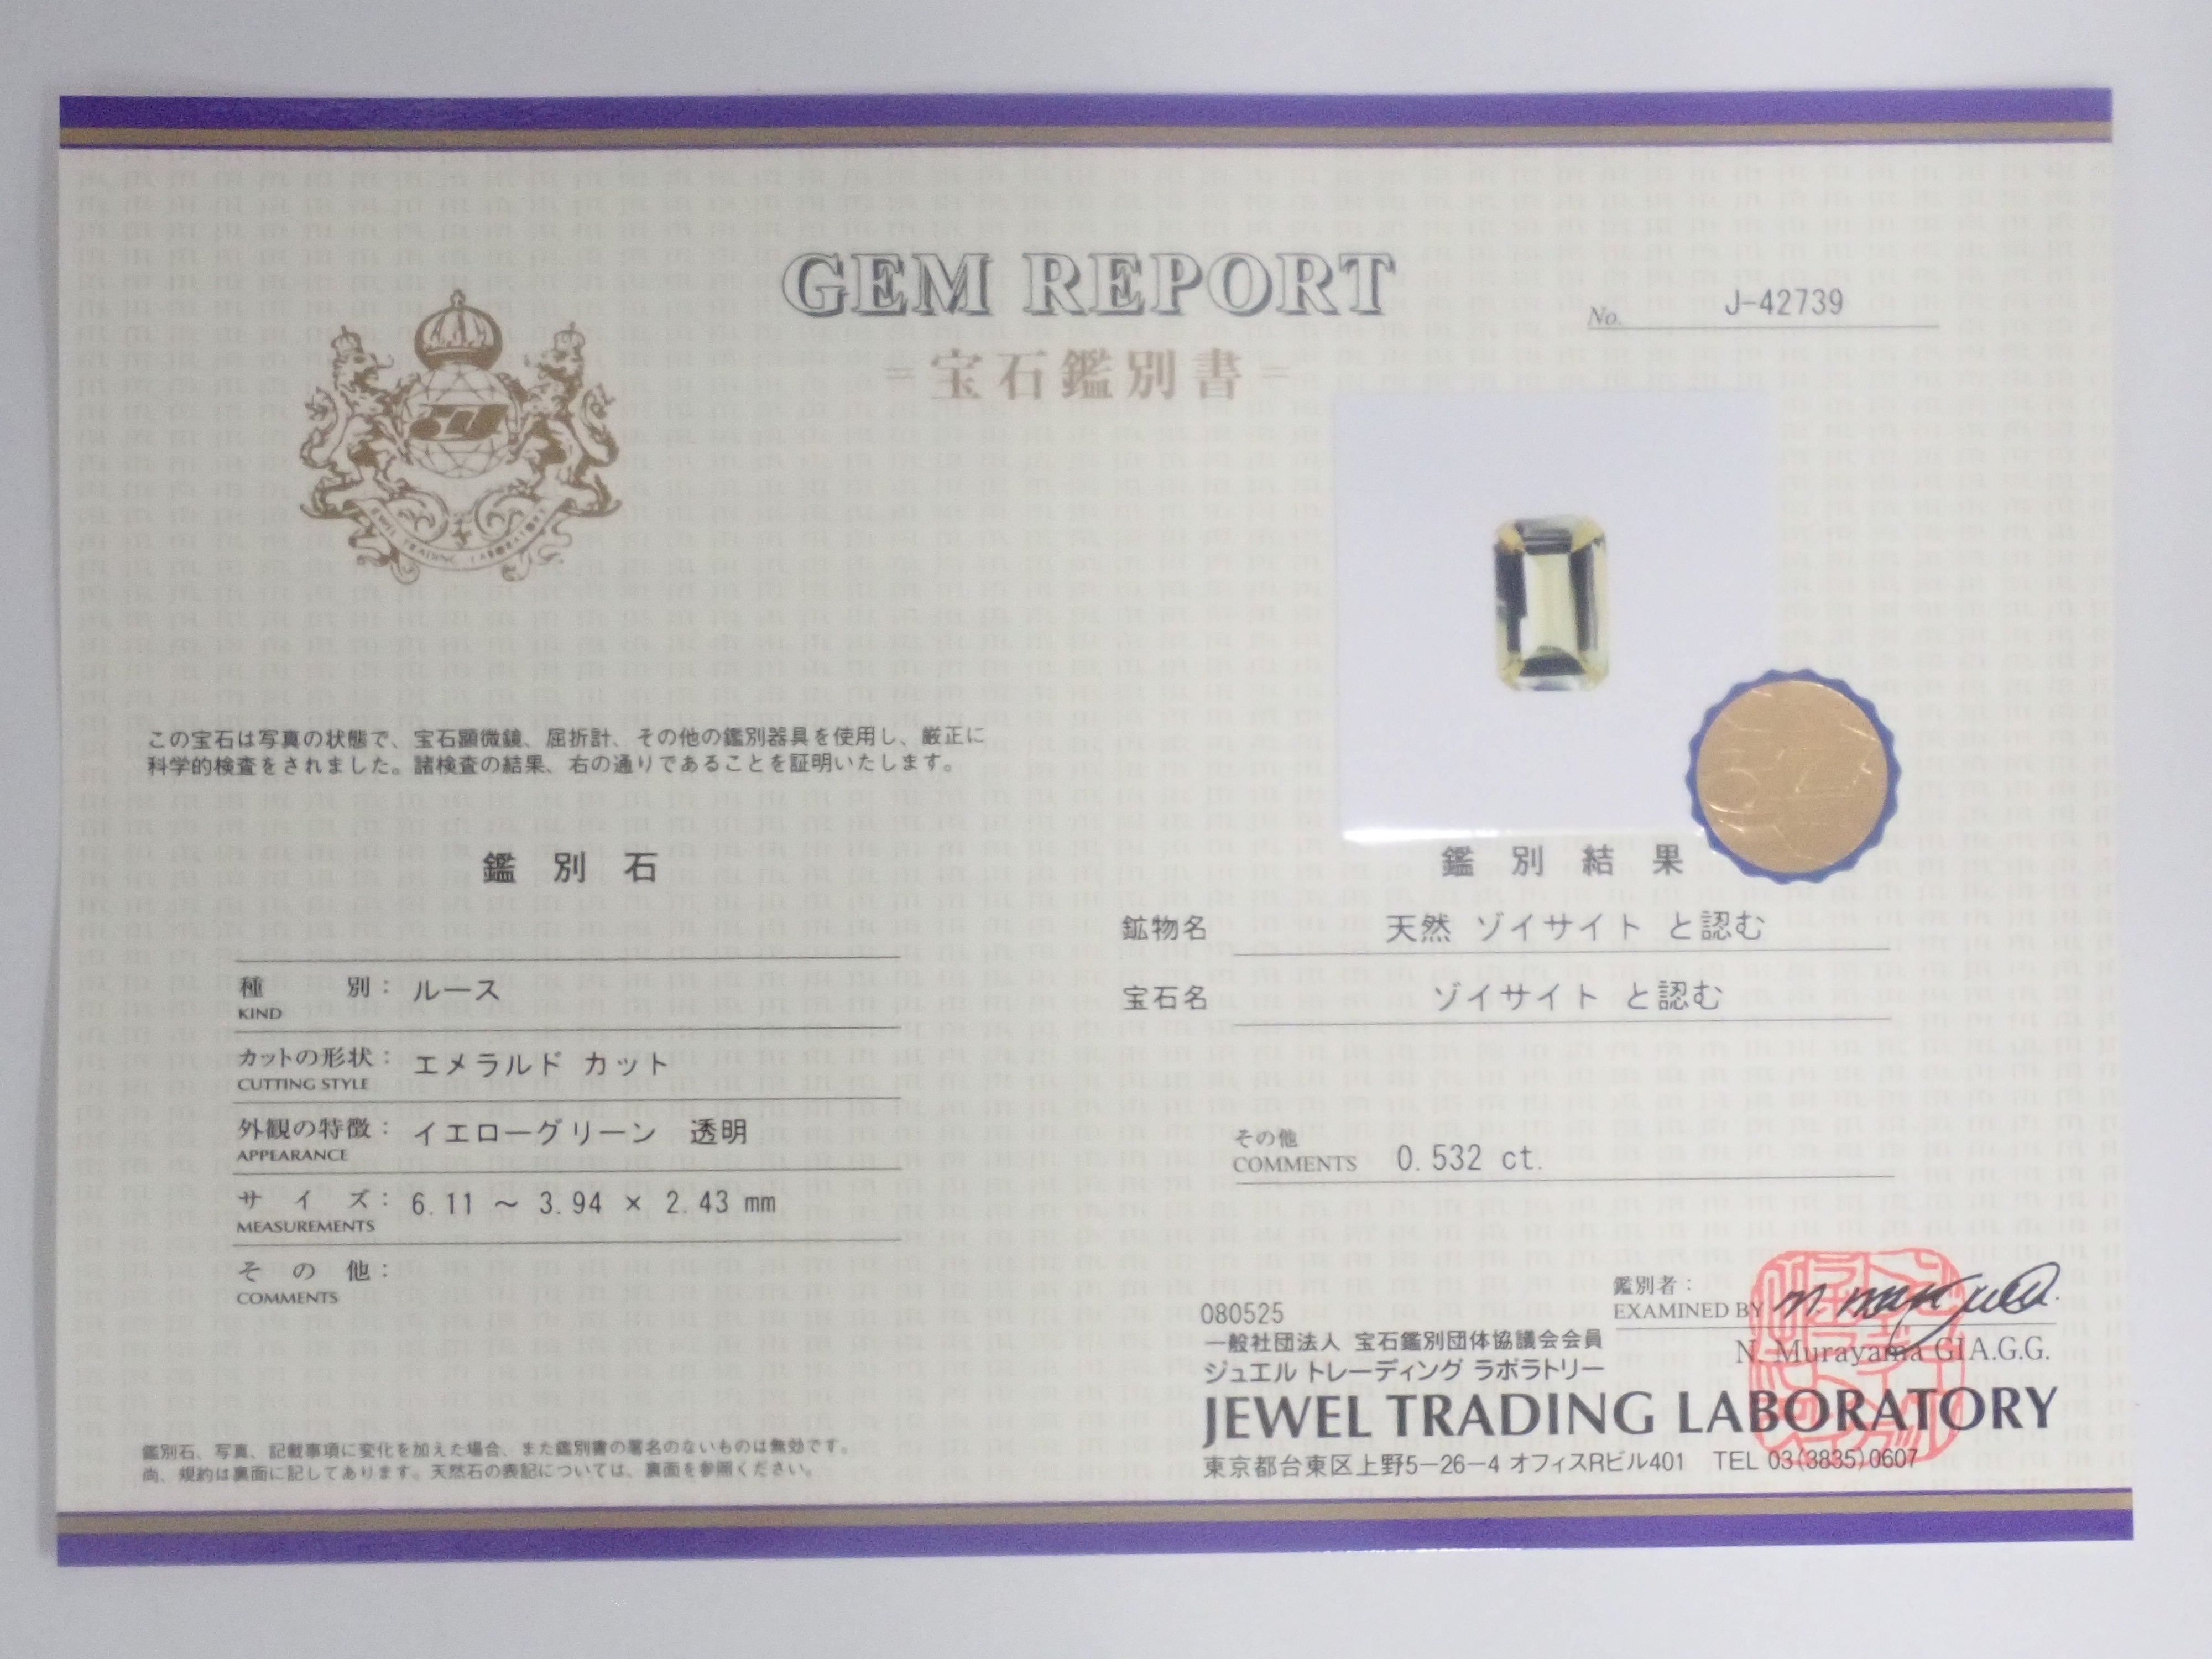 GEM REPORT
=宝石鑑別書=
No. J-42739
JEWEL TRADING LABORATORY
この宝石は写真の状態で、宝石顕微鏡、屈折計、その他の鑑別器具を使用し、厳正に
科学的検査をされました。諸検査の結果、右の通りであることを証明いたします。
鑑別石
種別: ルース
KIND
カットの形状: エメラルド カット
CUTTING STYLE
外観の特徴: イエローグリーン 透明
APPEARANCE
サイズ: 6.11 ～ 3.94 × 2.43 mm
MEASUREMENTS
その他:
COMMENTS
鑑別石、写真、記載事項に変化を加えた場合、また鑑別書の署名のないものは無効です。
尚、規約は裏面に記してあります。天然石の表記については、裏面を参照ください。
鑑別結果
鉱物名 天然 ゾイサイト と認む
宝石名 ゾイサイト と認む
その他
COMMENTS 0.532 ct.
鑑別者:
EXAMINED BY
N. Murayama GI.A.G.G.
080525
一般社団法人 宝石鑑別団体協議会会員
ジュエル トレーディング ラボラトリー
JEWEL TRADING LABORATORY
東京都台東区上野5-26-4 オフィスRビル401 TEL 03(3835)0607